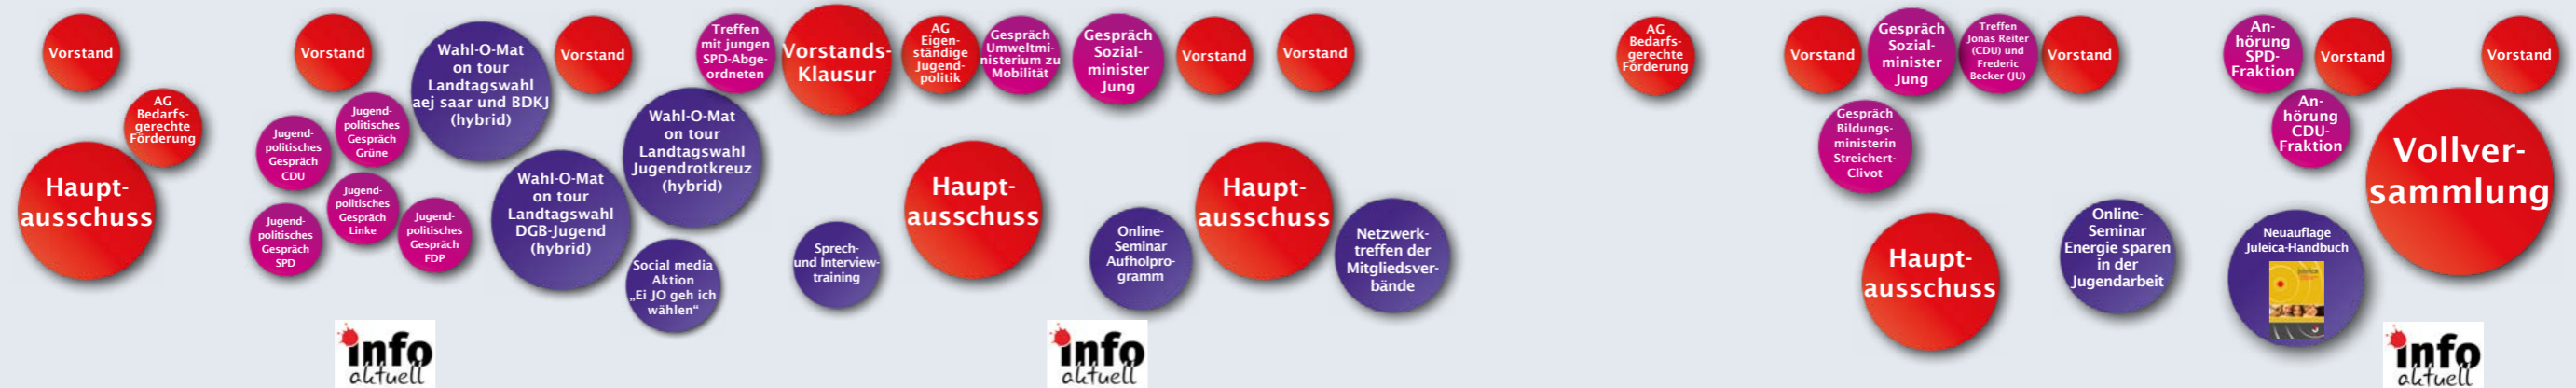 Vorstand
AG
Bedarfs-
gerechte
Förderung
Haupt-
ausschuss
Vorstand
Jugend-
politisches
Gespräch
CDU
Jugend-
politisches
Gespräch
Grüne
Jugend-
politisches
Gespräch
SPD
Jugend-
politisches
Gespräch
Linke
Jugend-
politisches
Gespräch
FDP
Wahl-O-Mat
on tour
Landtagswahl
aej saar und BDKJ
(hybrid)
Vorstand
Wahl-O-Mat
on tour
Landtagswahl
DGB-Jugend
(hybrid)
Wahl-O-Mat
on tour
Landtagswahl
Jugendrotkreuz
(hybrid)
Social media
Aktion
„Ei JO geh ich
wählen“
info
aktuell
Treffen
mit jungen
SPD-Abge-
ordneten
Vorstands-
Klausur
Sprech-
und Interview-
training
AG
Eigen-
ständige
Jugend-
politik
Gespräch
Umweltmi-
nisterium zu
Mobilität
Gespräch
Sozial-
minister
Jung
Vorstand
Vorstand
Haupt-
ausschuss
Online-
Seminar
Aufholpro-
gramm
Haupt-
ausschuss
Netzwerk-
treffen der
Mitgliedsver-
bände
info
aktuell
AG
Bedarfs-
gerechte
Förderung
Vorstand
Gespräch
Sozial-
minister
Jung
Treffen
Jonas Reiter
(CDU) und
Frederic
Becker (JU)
Vorstand
Gespräch
Bildungs-
ministerin
Streichert-
Clivot
Haupt-
ausschuss
Online-
Seminar
Energie sparen
in der
Jugendarbeit
An-
hörung
SPD-
Fraktion
Vorstand
An-
hörung
CDU-
Fraktion
Vorstand
Vollver-
sammlung
Neuauflage
Juleica-Handbuch
juleica
info
aktuell